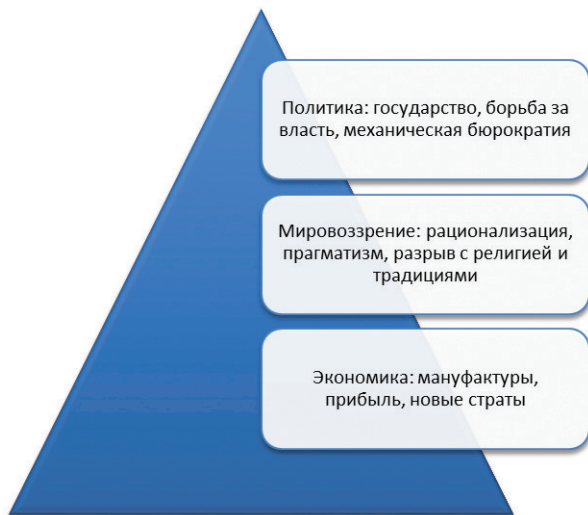 Политика: государство, борьба за
власть, механическая бюрократия
Мировоззрение: рационализация,
прагматизм, разрыв с религией и
традициями
Экономика: мануфактуры,
прибыль, новые страты